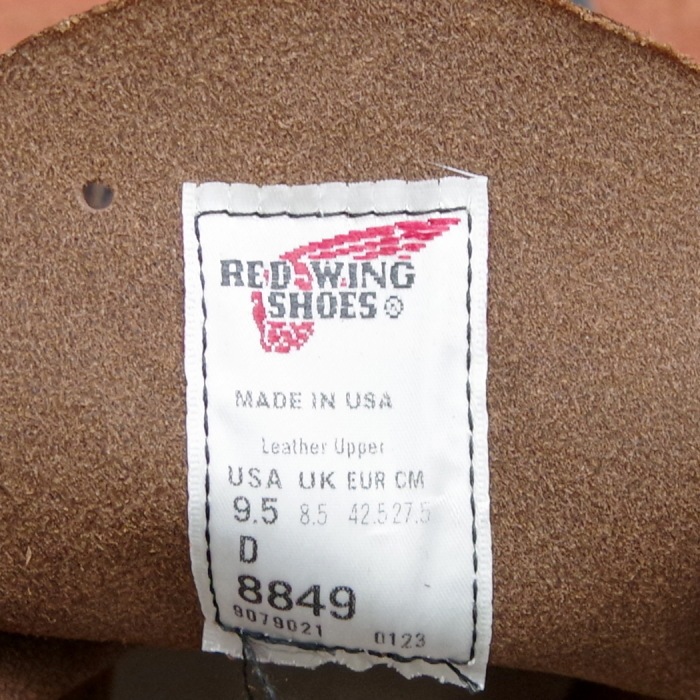 RED WING
SHOES ®
MADE IN USA
Leather Upper
USA UK EUR CM
9.5 8.5 42.5 27.5
D
8849
9079021 0123